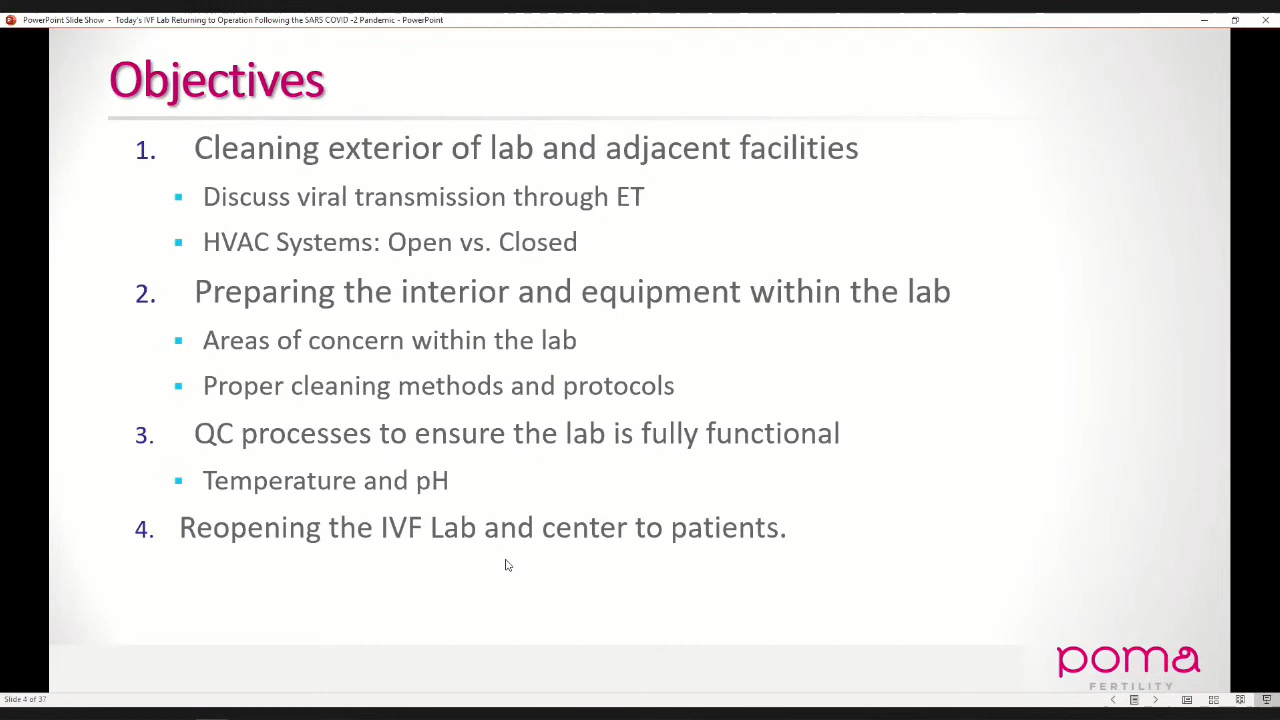 PowerPoint Slide Show - Today's IVF Lab Returning to Operation Following the SARS COVID -2 Pandemic - PowerPoint
Objectives
1. Cleaning exterior of lab and adjacent facilities
Discuss viral transmission through ET
HVAC Systems: Open vs. Closed
2. Preparing the interior and equipment within the lab
Areas of concern within the lab
Proper cleaning methods and protocols
3. QC processes to ensure the lab is fully functional
Temperature and pH
4. Reopening the IVF Lab and center to patients.
poma
FERTILITY
Slide 4 of 37